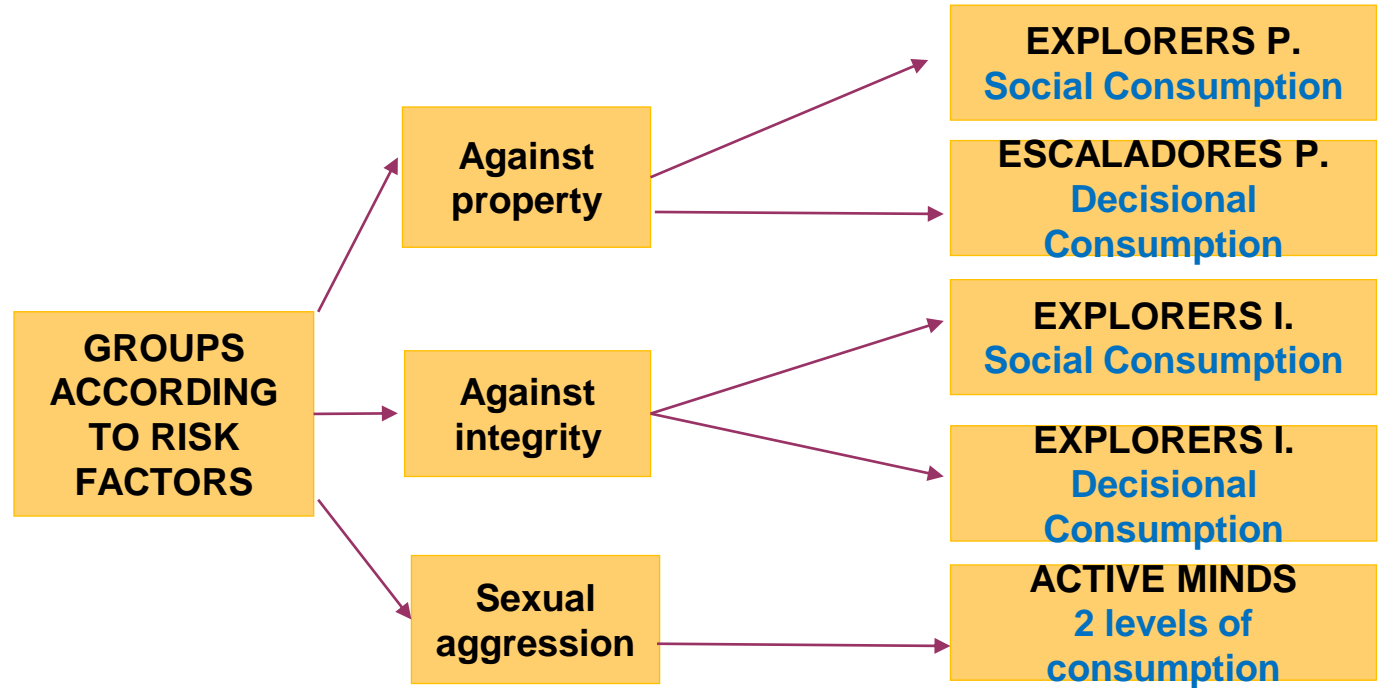 GROUPS
ACCORDING
TO RISK
FACTORS
Against
property
Against
integrity
Sexual
aggression
EXPLORERS P.
Social Consumption
ESCALADORES P.
Decisional
Consumption
EXPLORERS I.
Social Consumption
EXPLORERS I.
Decisional
Consumption
ACTIVE MINDS
2 levels of
consumption